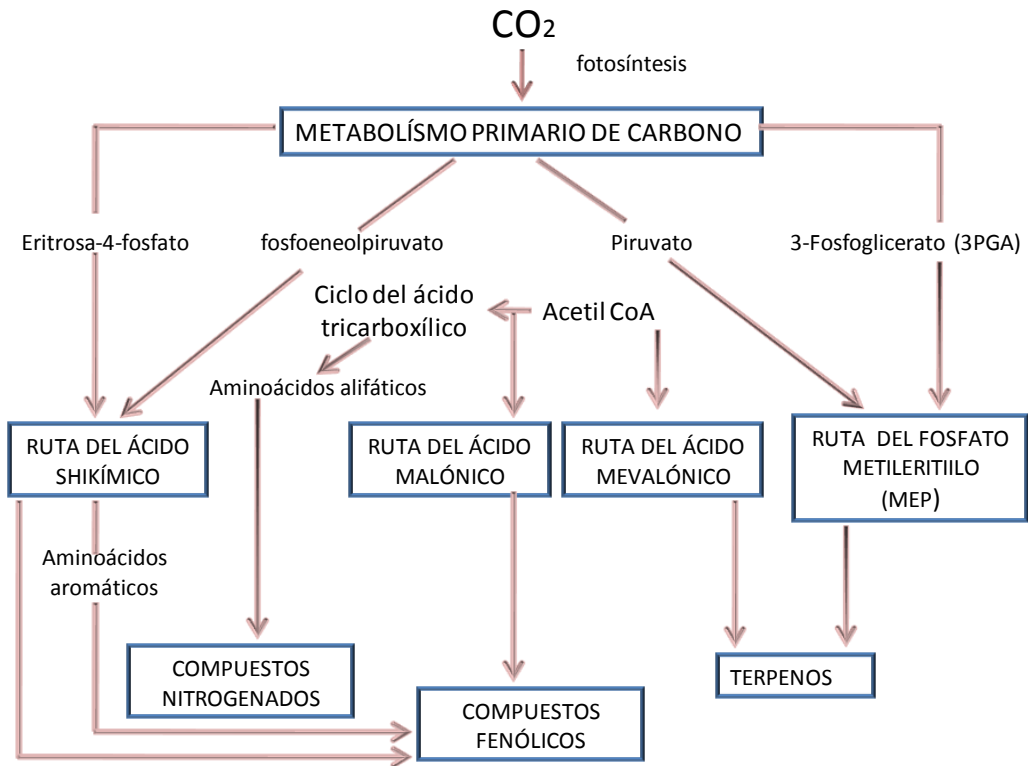 CO2
fotosíntesis
METABOLÍSMO PRIMARIO DE CARBONO
Eritrosa-4-fosfato
fosfoeneolpiruvato
Piruvato
3-Fosfoglicerato (3PGA)
Ciclo del ácido
tricarboxílico
Acetil CoA
Aminoácidos alifáticos
RUTA DEL ÁCIDO
SHIKÍMICO
RUTA DEL ÁCIDO
MALÓNICO
RUTA DEL ÁCIDO
MEVALÓNICO
RUTA DEL FOSFATO
METILERITIILO
(MEP)
Aminoácidos
aromáticos
COMPUESTOS
NITROGENADOS
COMPUESTOS
FENÓLICOS
TERPENOS